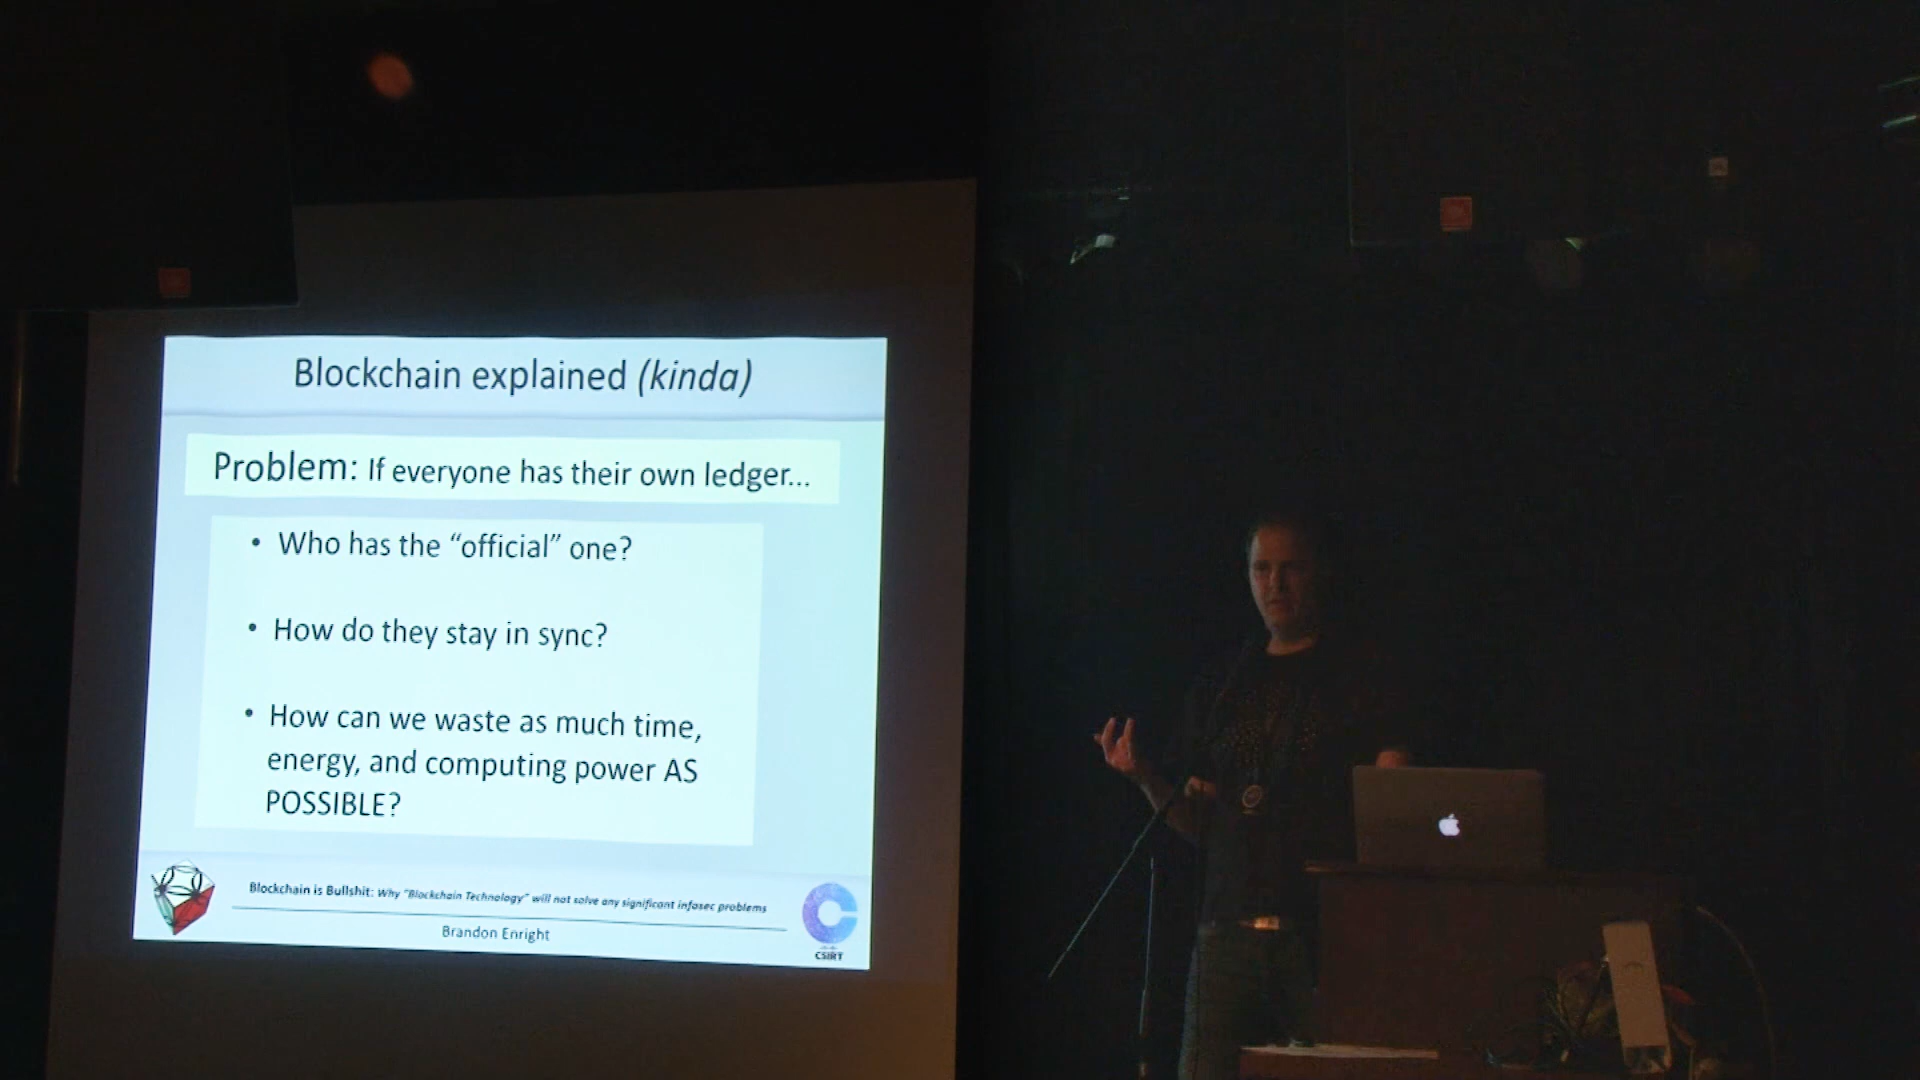 Blockchain explained (kinda)
Problem: If everyone has their own ledger...
• Who has the “official” one?
• How do they stay in sync?
• How can we waste as much time,
energy, and computing power AS
POSSIBLE?
Blockchain is Bullshit: Why “Blockchain Technology” will not solve any significant infosec problems
Brandon Enright
CSIRT